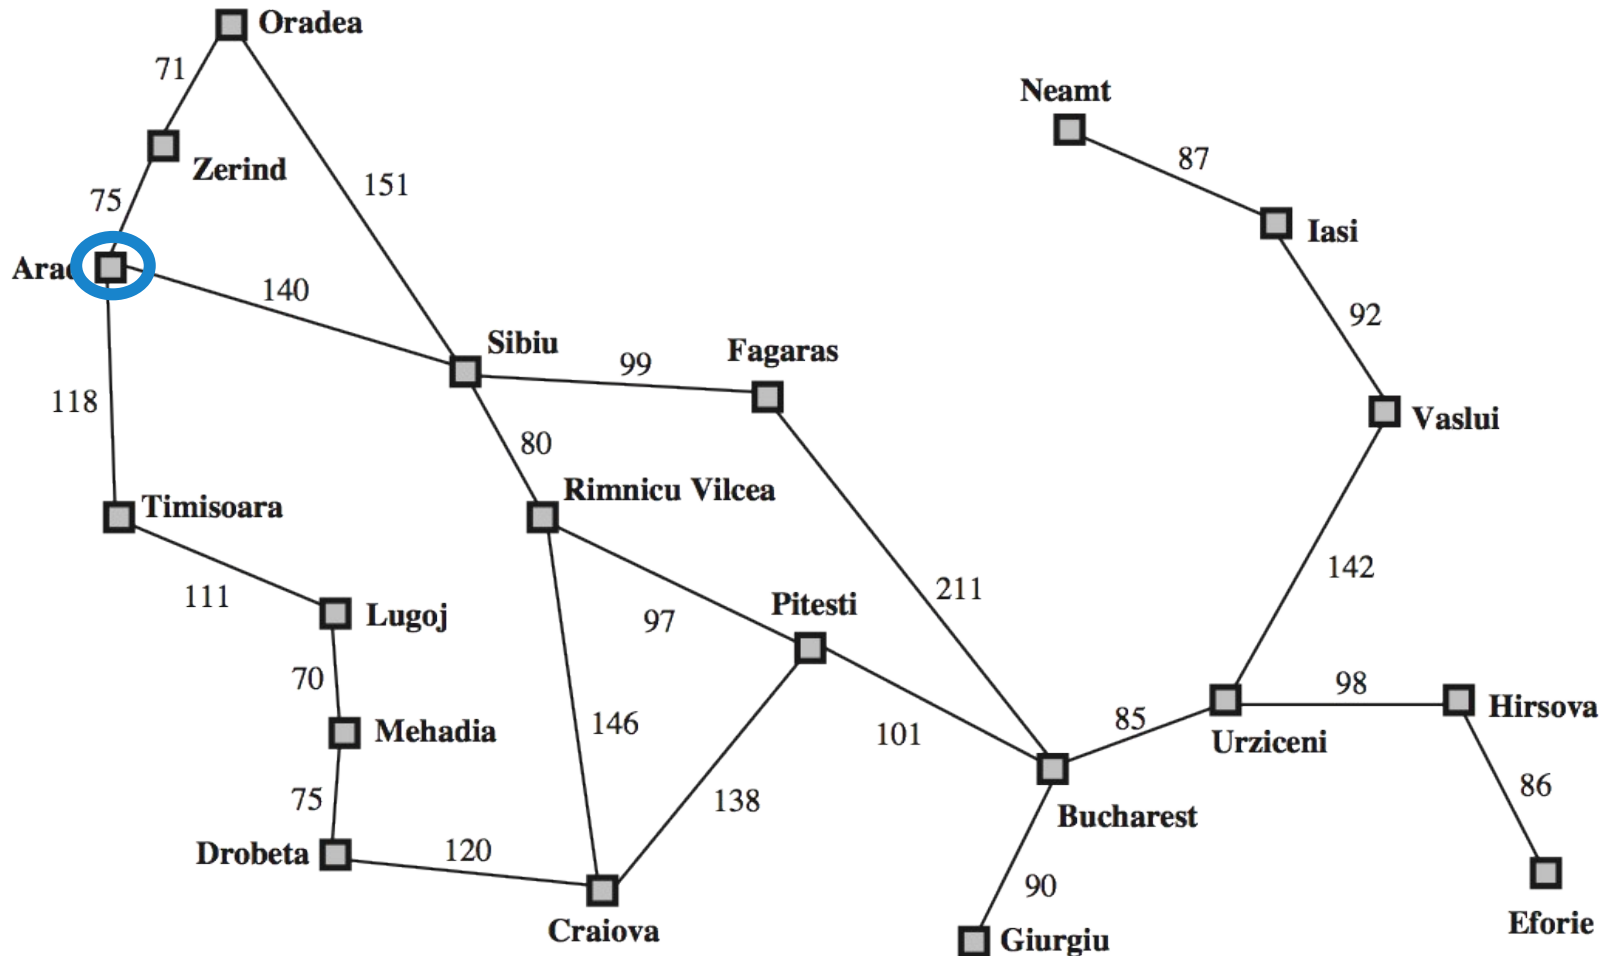 Oradea
71
Neamt
87
Zerind
151
75
Iasi
Arad
140
92
Sibiu
Fagaras
99
118
Vaslui
80
Rimnicu Vilcea
Timisoara
142
211
111
Pitesti
Lugoj
97
70
98
Hirsova
146
85
Mehadia
101
Urziceni
86
75
138
Bucharest
120
Drobeta
90
Eforie
Craiova
Giurgiu